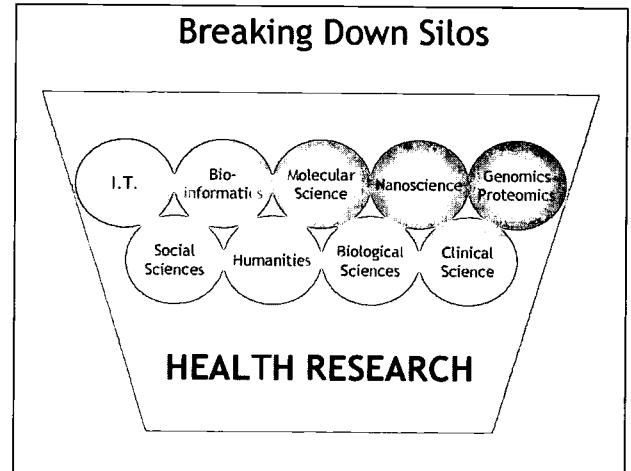 Breaking Down Silos
I.T.
Bio-
informatics
Molecular
Science
Nanoscience
Genomics
Proteomics
Social
Sciences
Humanities
Biological
Sciences
Clinical
Science
HEALTH RESEARCH